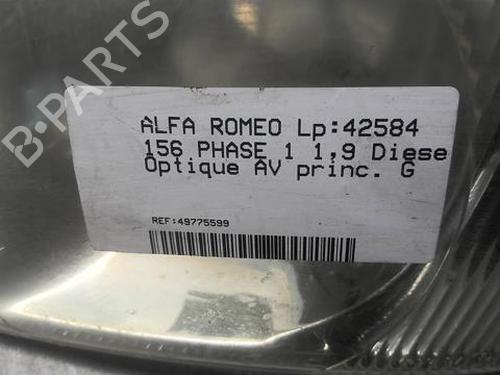 B-PARTS
ALFA ROMEO Lp:42584
156 PHASE 1 1,9 Diese
Optique AV princ. G
REF:49775599